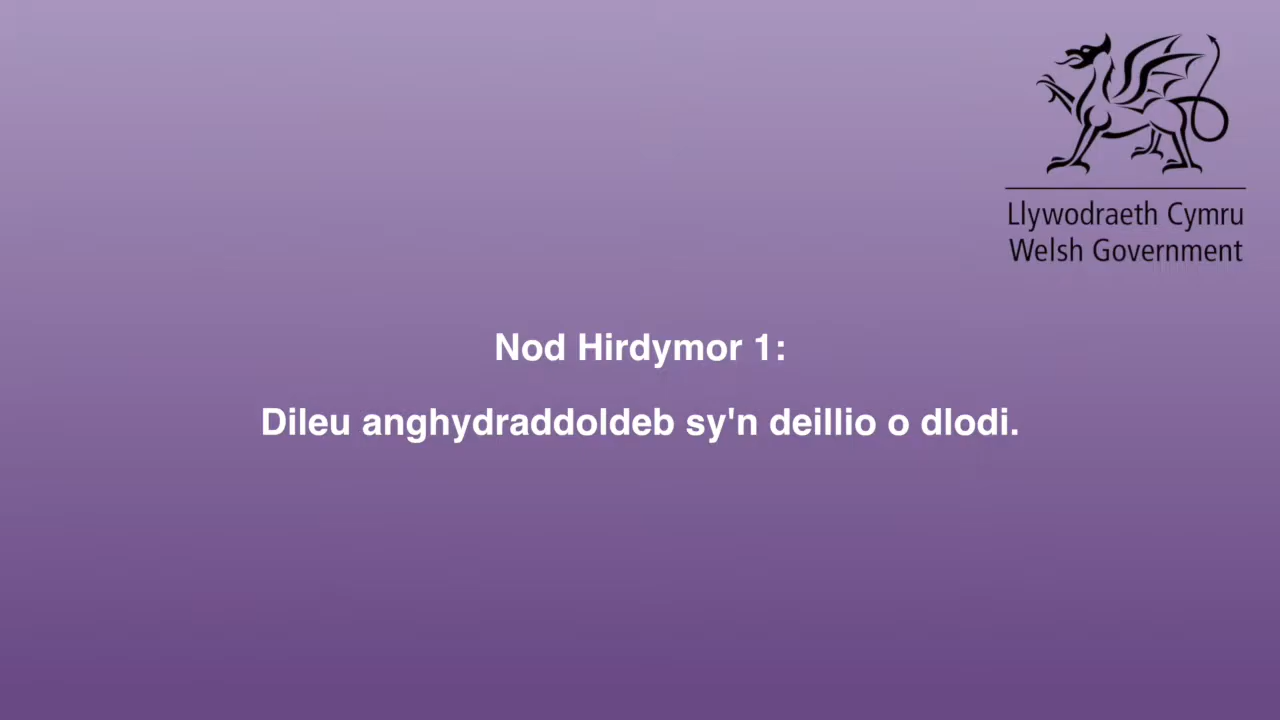 Llywodraeth Cymru
Welsh Government
Nod Hirdymor 1:
Dileu anghydraddoldeb sy'n deillio o dlodi.